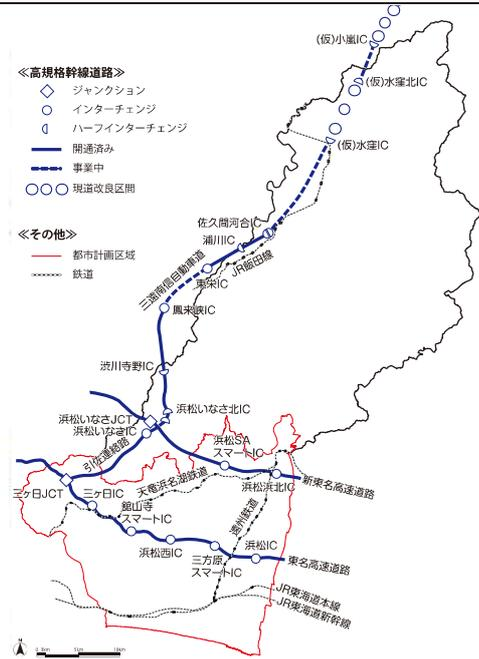 ≪高規格幹線道路≫
ジャンクション
インターチェンジ
ハーフインターチェンジ
開通済み
事業中
現道改良区間
≪その他≫
都市計画区域
鉄道
(仮)小嵐IC
(仮)水窪北IC
(仮)水窪IC
佐久間河合IC
浦川IC
東栄IC
JR飯田線
三遠南信自動車道
鳳来峡IC
渋川寺野IC
浜松いなさ北IC
浜松いなさJCT
浜松いなさIC
引佐連絡路
浜松SA
スマートIC
浜松浜北IC
新東名高速道路
天竜浜名湖鉄道
遠州鉄道
三ヶ日JCT
三ヶ日IC
舘山寺
スマートIC
浜松西IC
三方原
スマートIC
浜松IC
東名高速道路
JR東海道本線
JR東海道新幹線
N